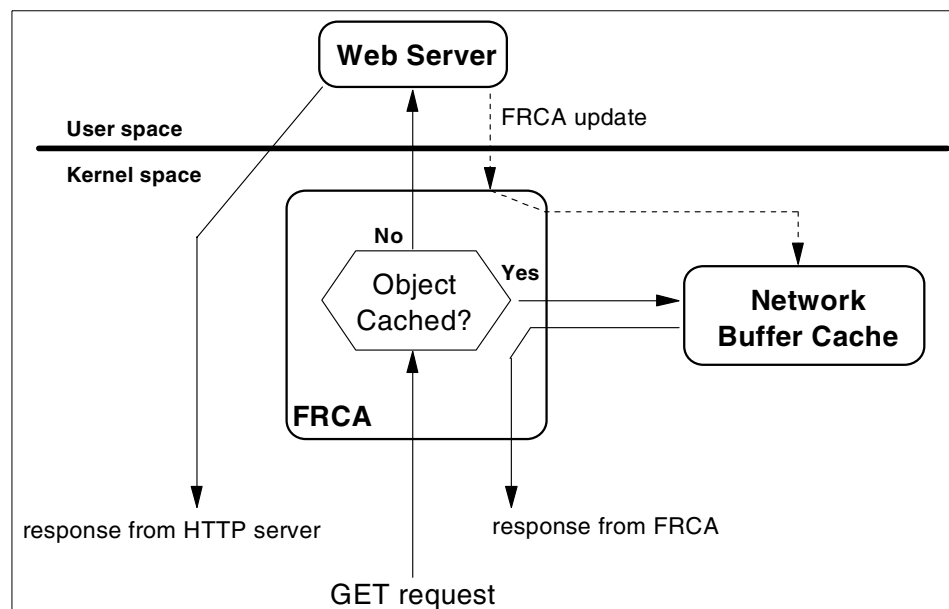 Web Server
FRCA update
User space
Kernel space
No
Yes
Object
Cached?
Network
Buffer Cache
FRCA
response from HTTP server
response from FRCA
GET request